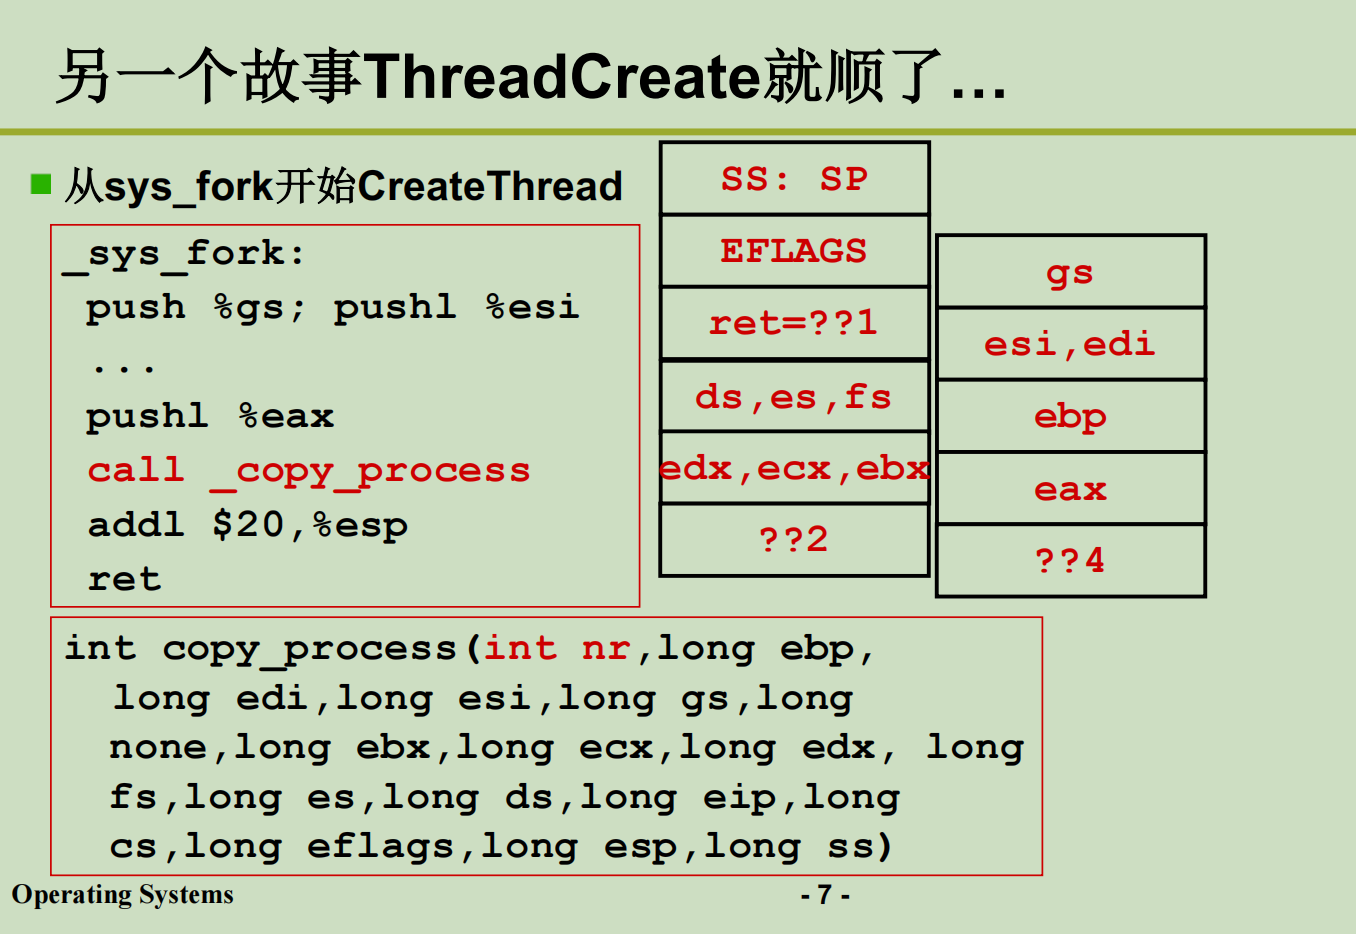 另一个故事ThreadCreate就顺了…
从sys_fork开始CreateThread
_sys_fork:
push %gs; pushl %esi
...
pushl %eax
call _copy_process
addl $20,%esp
ret
SS: SP
EFLAGS
ret=??1
ds,es,fs
edx,ecx,ebx
??2
gs
esi,edi
ebp
eax
??4
int copy_process(int nr,long ebp,
long edi,long esi,long gs,long
none,long ebx,long ecx,long edx, long
fs,long es,long ds,long eip,long
cs,long eflags,long esp,long ss)
Operating Systems
- 7 -